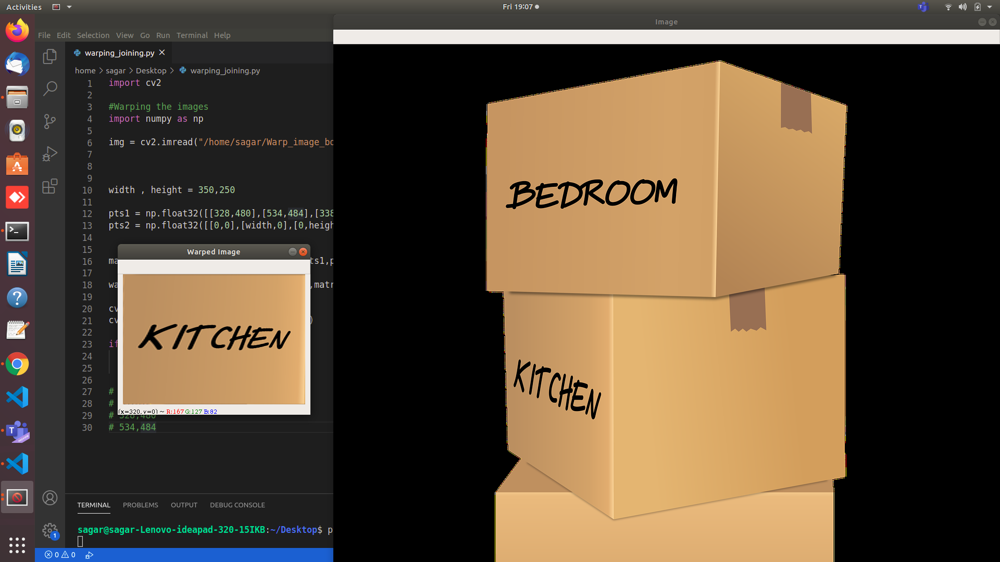 Activities
Fri 19:07
Image
File Edit Selection View Go Run Terminal Help
warping_joining.py
home > sagar > Desktop > warping_joining.py
1 import cv2
2
3 #Warping the images
4 import numpy as np
5
6 img = cv2.imread("/home/sagar/Warp_image_bo
7
8
9
10 width , height = 350,250
11
12 pts1 = np.float32([[328,480],[534,484],[338
13 pts2 = np.float32([[0,0],[width,0],[0,heigh
14
15
16 ma ts1,p
17
18 wa ,matr
19
20 cv
21 cv )
22
23 if
24
25
26
27 #
28 #
29 # 328,480
30 # 534,484
Warped Image
KITCHEN
(x=320, y=0) ~ R:167 G:127 B:82
BEDROOM
KITCHEN
TERMINAL PROBLEMS OUTPUT DEBUG CONSOLE
sagar@sagar-Lenovo-ideapad-320-15IKB:~/Desktop$ p
1
0 0